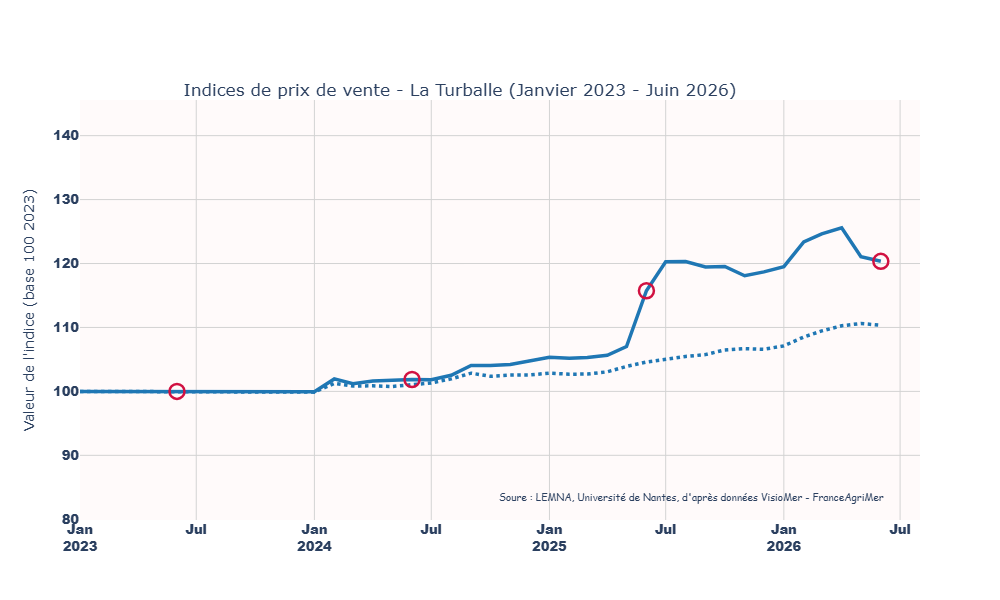 Indices de prix de vente - La Turballe (Janvier 2023 - Juin 2026)
Valeur de l'indice (base 100 2023)
140
130
120
110
100
90
80
Soure : LEMNA, Université de Nantes, d'après données VisioMer - FranceAgriMer
Jan Jul Jan Jul Jan Jul Jan Jul
2023 2024 2025 2026